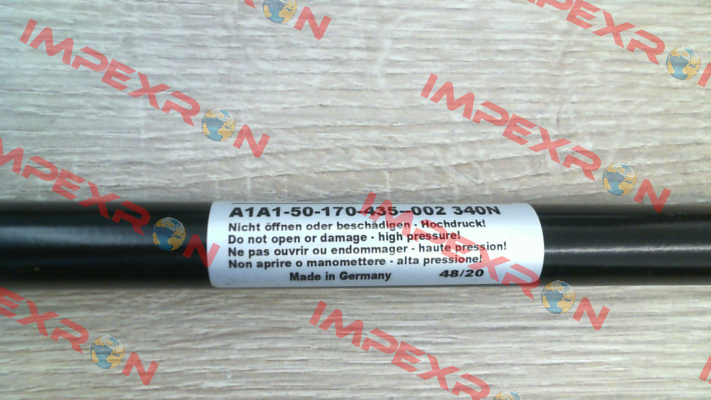 A1A1-50-170-435--002 340N
Nicht öffnen oder beschädigen - Hochdruck!
Do not open or damage - high pressure!
Ne pas ouvrir ou endommager - haute pression!
Non aprire o manomettere - alta pressione!
Made in Germany 48/20
IMPEXRON
IMPEXRON
IMPEXRON
IMPEXRON
IMPEXRON
IMPEXRON